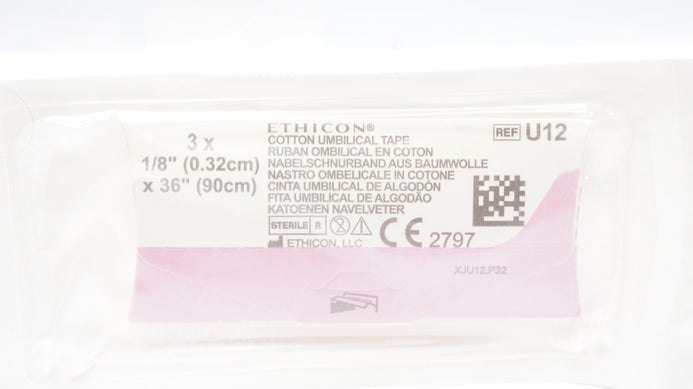 3 x
1/8" (0.32cm)
x 36" (90cm)
ETHICON®
COTTON UMBILICAL TAPE
RUBAN OMBILICAL EN COTON
NABELSCHNURBAND AUS BAUMWOLLE
NASTRO OMBELICALE IN COTONE
CINTA UMBILICAL DE ALGODÓN
FITA UMBILICAL DE ALGODÃO
KATOENEN NAVELVETER
STERILE R
ETHICON, LLC
CE 2797
REF U12
XJU12.P32